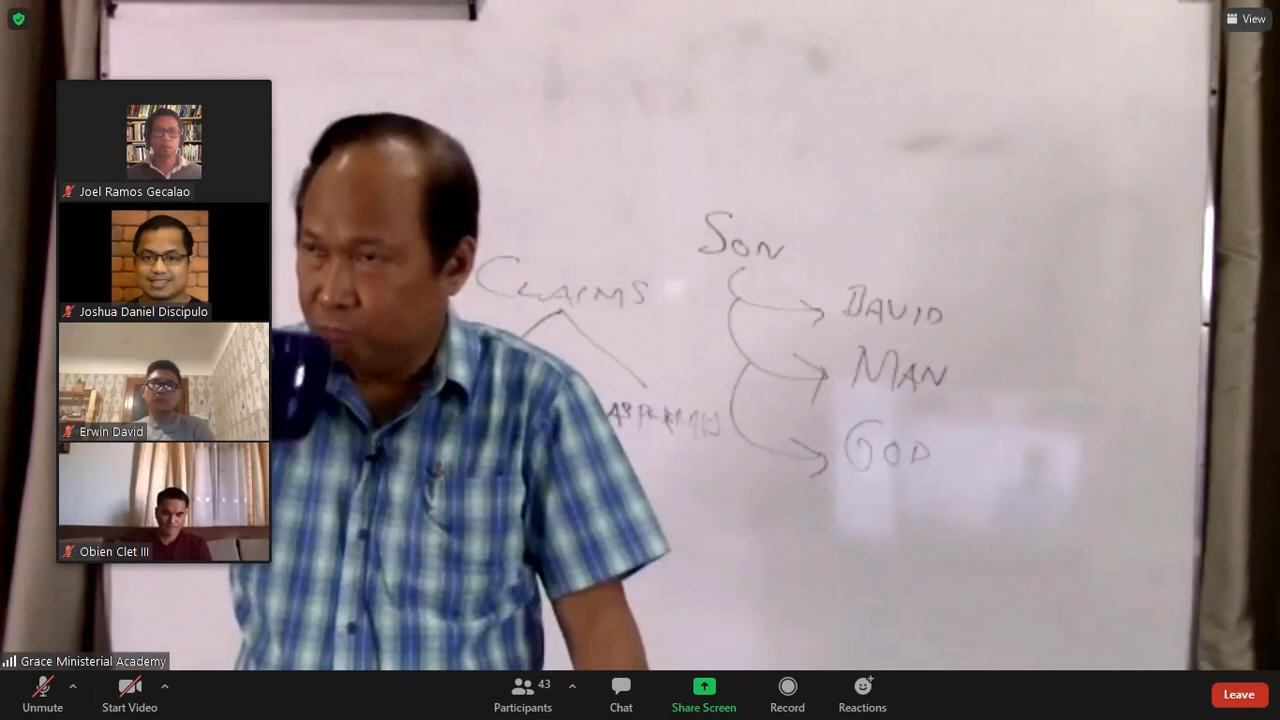 View
Joel Ramos Gecalao
Joshua Daniel Discipulo
Erwin David
Obien Clet III
SON
CLAIMS
DAVID
MAN
GOD
Grace Ministerial Academy
Unmute
Start Video
Participants
43
Chat
Share Screen
Record
Reactions
Leave